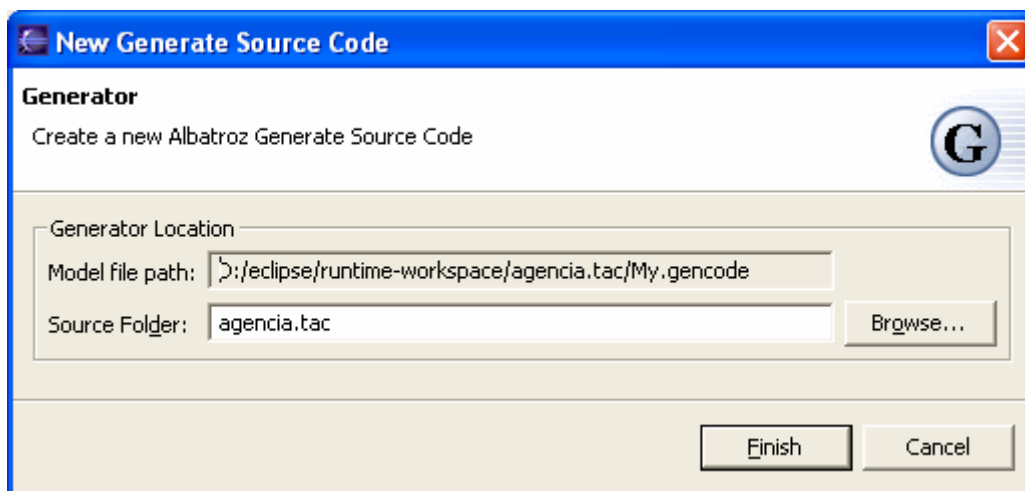 New Generate Source Code
Generator
Create a new Albatroz Generate Source Code
G
Generator Location
Model file path: D:/eclipse/runtime-workspace/agencia.tac/My.gencode
Source Folder: agencia.tac Browse...
Finish Cancel